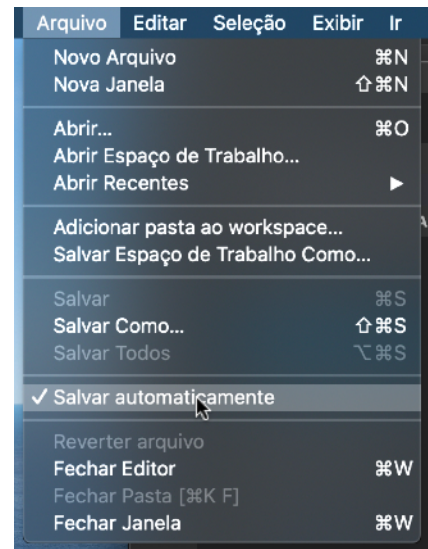 Arquivo Editar Seleção Exibir Ir
Novo Arquivo ⌘N
Nova Janela ⇧⌘N
Abrir... ⌘O
Abrir Espaço de Trabalho...
Abrir Recentes ▶
Adicionar pasta ao workspace...
Salvar Espaço de Trabalho Como...
Salvar ⌘S
Salvar Como... ⇧⌘S
Salvar Todos ⌥⌘S
✓ Salvar automaticamente
Reverter arquivo
Fechar Editor ⌘W
Fechar Pasta [⌘K F]
Fechar Janela ⌘W